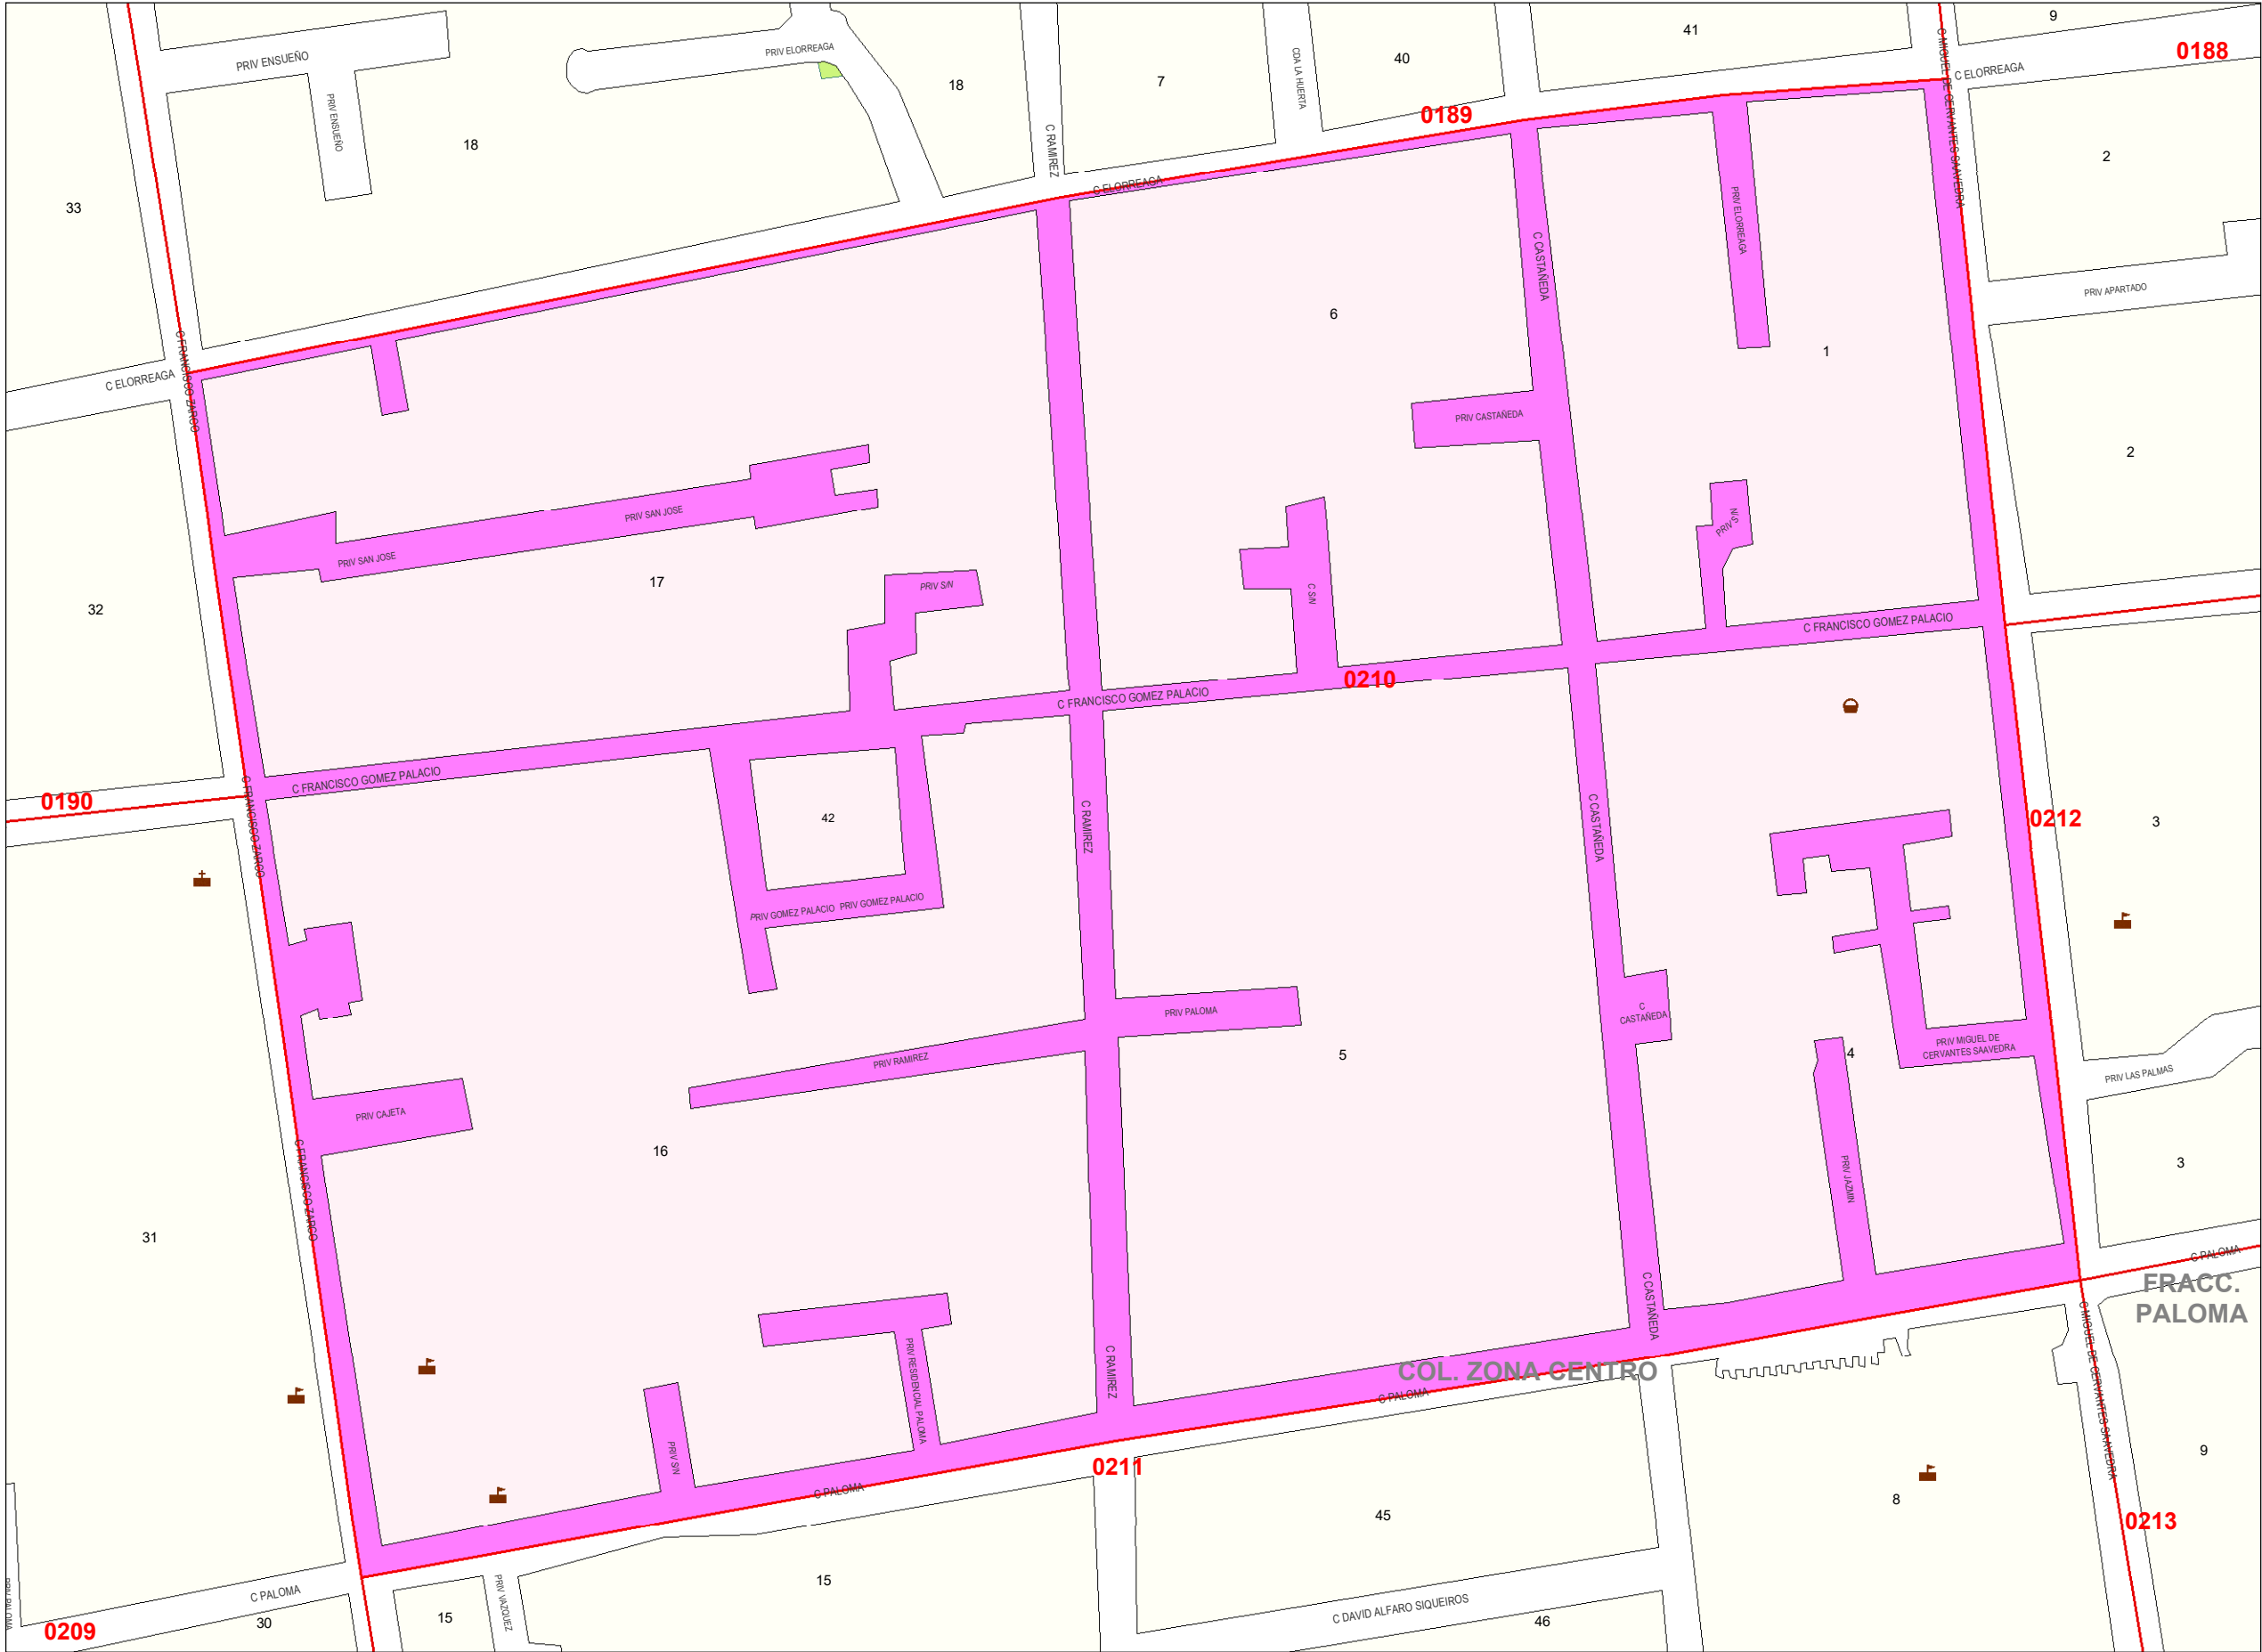 9
41
C MIGUEL DE CERVANTES SAAVEDRA
0188
PRIV ENSUEÑO
PRIV ELORREAGA
CDA LA HUERTA
40
C ELORREAGA
18
7
PRIV ENSUEÑO
0189
18
C RAMIREZ
2
C ELORREAGA
33
PRIV ELORREAGA
C CASTAÑEDA
PRIV APARTADO
6
1
C ELORREAGA
C FRANCISCO ZARCO
PRIV CASTAÑEDA
2
PRIV SAN JOSE
PRIV S/N
PRIV SAN JOSE
17
PRIV S/N
C S/N
32
C FRANCISCO GOMEZ PALACIO
0210
C FRANCISCO GOMEZ PALACIO
C FRANCISCO GOMEZ PALACIO
0190
C FRANCISCO ZARCO
42
C RAMIREZ
C CASTAÑEDA
0212
3
PRIV GOMEZ PALACIO
PRIV GOMEZ PALACIO
PRIV PALOMA
C
CASTAÑEDA
PRIV MIGUEL DE
CERVANTES SAAVEDRA
PRIV RAMIREZ
5
4
PRIV LAS PALMAS
PRIV CAJETA
16
C FRANCISCO ZARCO
3
PRIV JAZMIN
31
C PALOMA
FRACC.
PALOMA
C CASTAÑEDA
C RAMIREZ
COL. ZONA CENTRO
C MIGUEL DE CERVANTES SAAVEDRA
PRIV RESIDENCIAL PALOMA
C PALOMA
PRIV S/N
0211
9
C PALOMA
8
45
0213
15
C PALOMA
PRIV VAZQUEZ
PRIV PALOMA
C DAVID ALFARO SIQUEIROS
15
30
46
0209